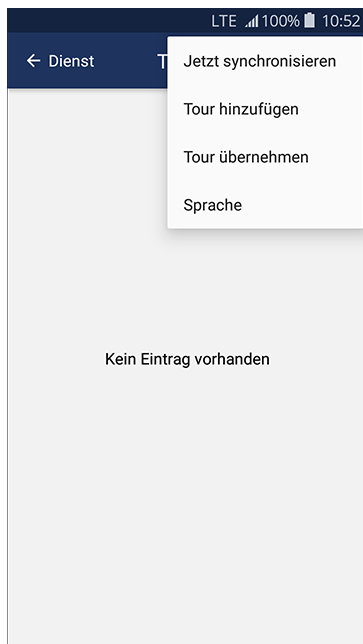 LTE 100% 10:52
← Dienst T
Jetzt synchronisieren
Tour hinzufügen
Tour übernehmen
Sprache
Kein Eintrag vorhanden